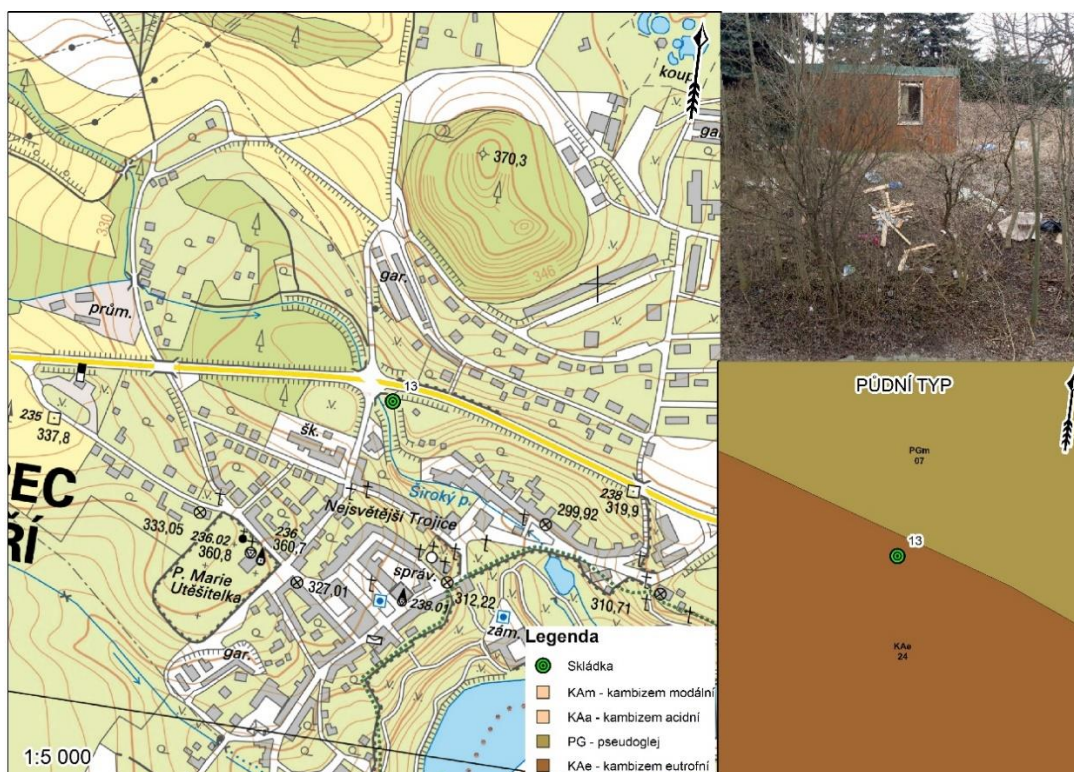 370,3
koup.
gar.
330
gar.
346
prům.
13
235
337,8
šk.
EC
ŘÍ
Široký p.
Nejsvětější Trojice
299,92
238
319,9
333,05
236.02
360,8
236
360,7
P. Marie
Utěšitelka
327,01
správ.
312,22
238.01
310,71
zám.
gar.
1:5 000
Legenda
Skládka
KAm - kambizem modální
KAa - kambizem acidní
PG - pseudoglej
KAe - kambizem eutrofní
PŮDNÍ TYP
PGm
07
13
KAe
24